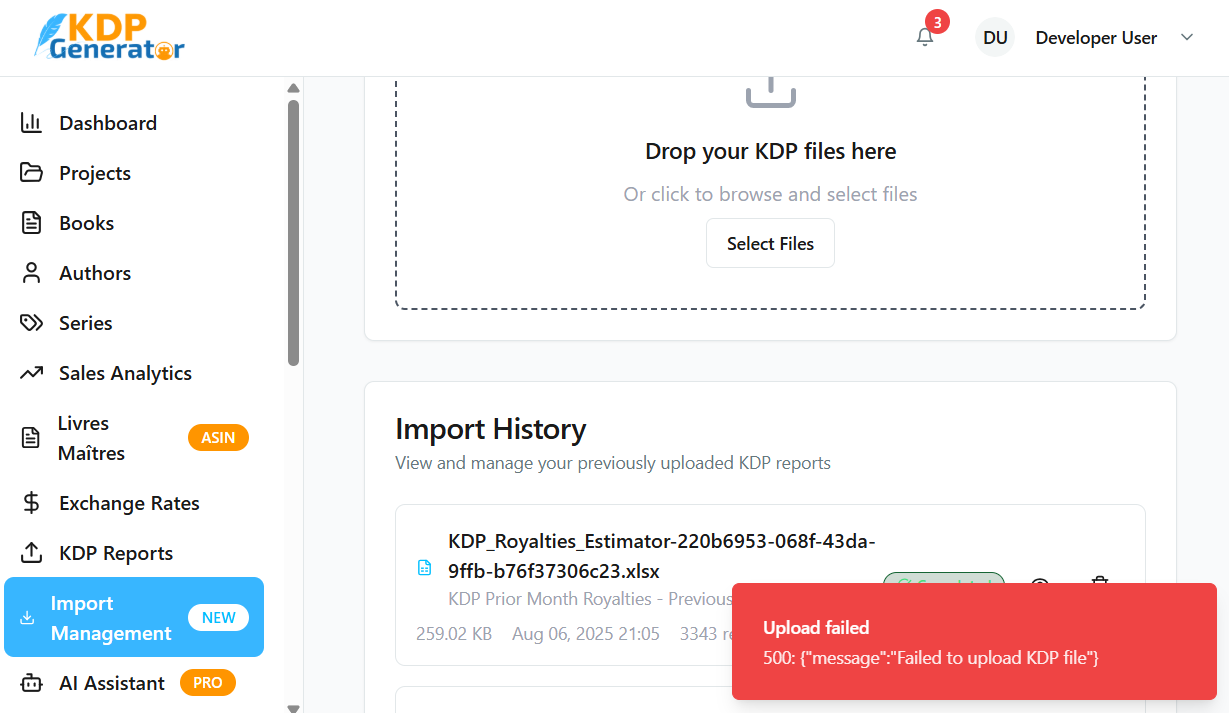 KDP
Generator
3
DU
Developer User
Dashboard
Projects
Books
Authors
Series
Sales Analytics
Livres
Maîtres
ASIN
Exchange Rates
KDP Reports
Import
Management
NEW
AI Assistant
PRO
Drop your KDP files here
Or click to browse and select files
Select Files
Import History
View and manage your previously uploaded KDP reports
KDP_Royalties_Estimator-220b6953-068f-43da-
9ffb-b76f37306c23.xlsx
KDP Prior Month Royalties - Previous
259.02 KB
Aug 06, 2025 21:05
3343
Upload failed
500: {"message":"Failed to upload KDP file"}